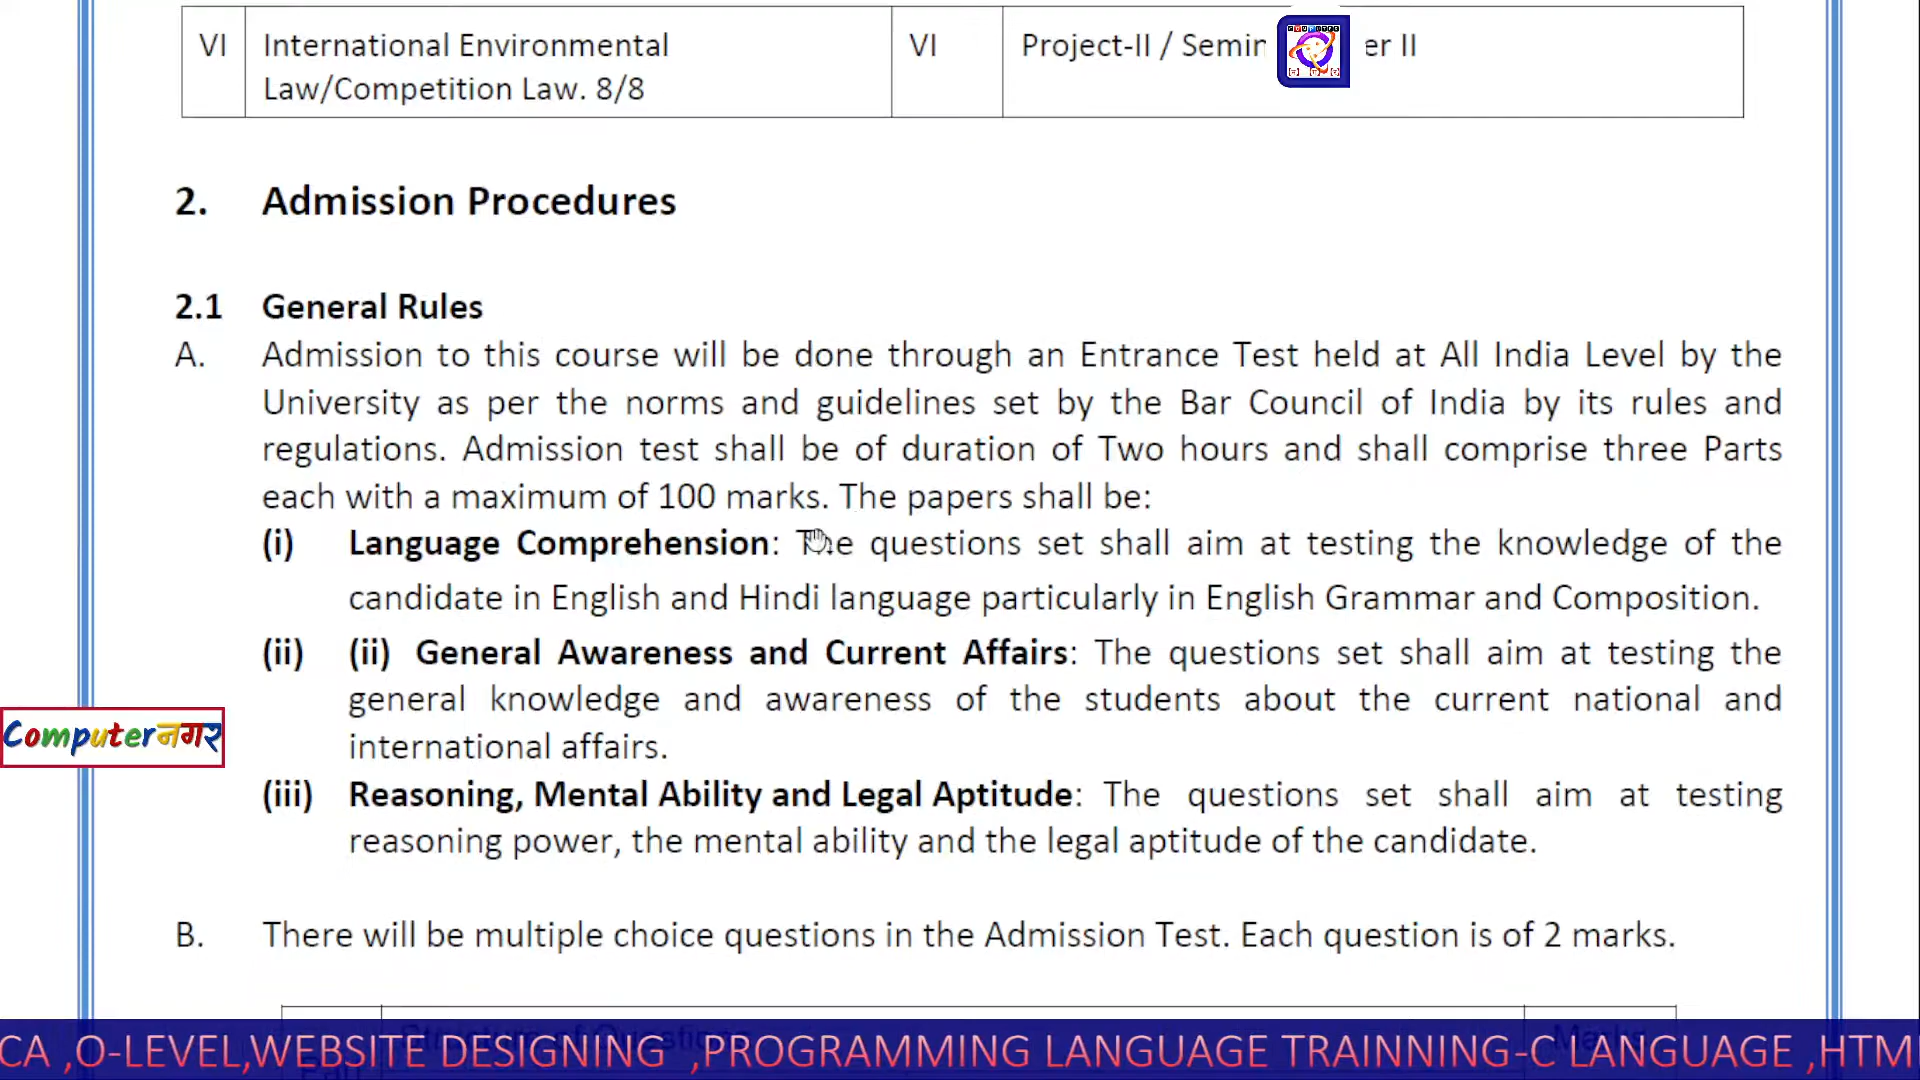 VI International Environmental VI Project-II / Semin er II
Law/Competition Law. 8/8
2. Admission Procedures
2.1 General Rules
A. Admission to this course will be done through an Entrance Test held at All India Level by the
University as per the norms and guidelines set by the Bar Council of India by its rules and
regulations. Admission test shall be of duration of Two hours and shall comprise three Parts
each with a maximum of 100 marks. The papers shall be:
(i) Language Comprehension: The questions set shall aim at testing the knowledge of the
candidate in English and Hindi language particularly in English Grammar and Composition.
(ii) (ii) General Awareness and Current Affairs: The questions set shall aim at testing the
general knowledge and awareness of the students about the current national and
international affairs.
Computerनगर
(iii) Reasoning, Mental Ability and Legal Aptitude: The questions set shall aim at testing
reasoning power, the mental ability and the legal aptitude of the candidate.
B. There will be multiple choice questions in the Admission Test. Each question is of 2 marks.
CA ,O-LEVEL,WEBSITE DESIGNING ,PROGRAMMING LANGUAGE TRAINNING-C LANGUAGE ,HTM